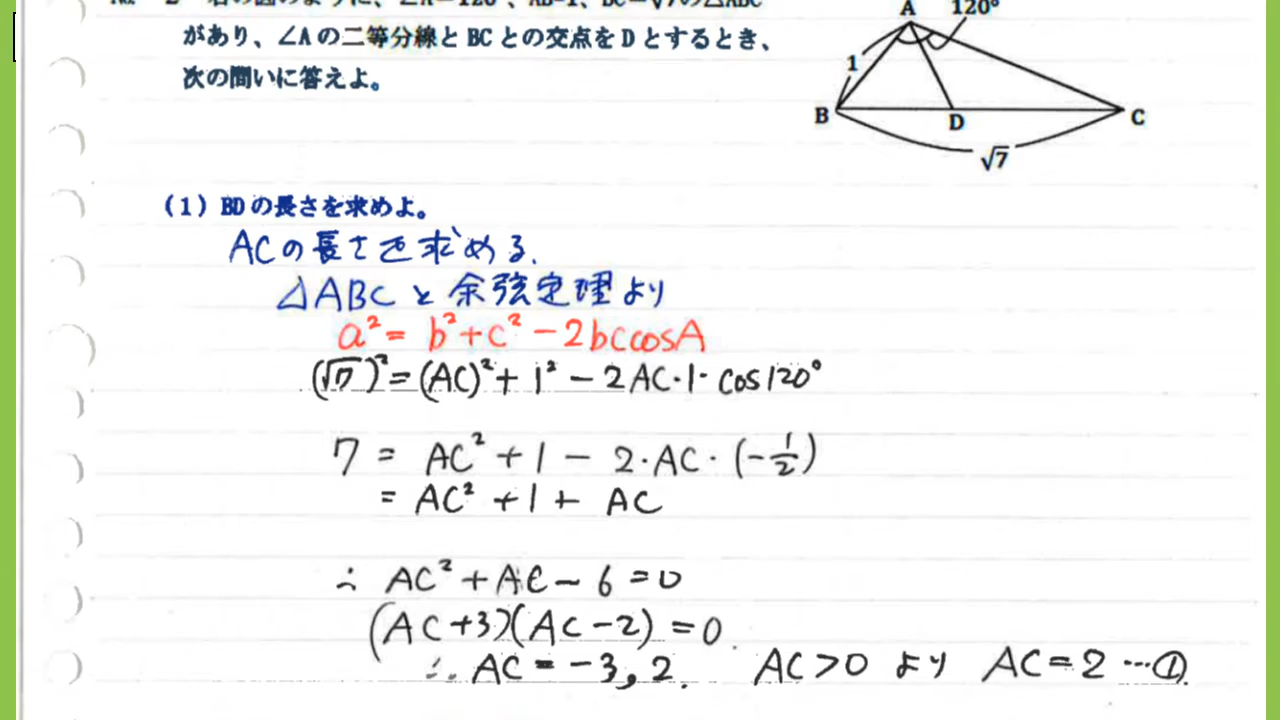 があり、∠Aの二等分線とBCとの交点をDとするとき、
次の問いに答えよ。
A 120°
1
B D C
√7
(1) BDの長さを求めよ。
ACの長さを求める.
△ABCと余弦定理より
a²= b²+c²-2bccosA
(√7)²=(AC)²+1²-2AC·1·cos120°
7 = AC²+1-2·AC·(-1/2)
= AC²+1+AC
∴ AC²+AC-6=0
(AC+3)(AC-2)=0
∴ AC=-3,2. AC>0 より AC=2 …①